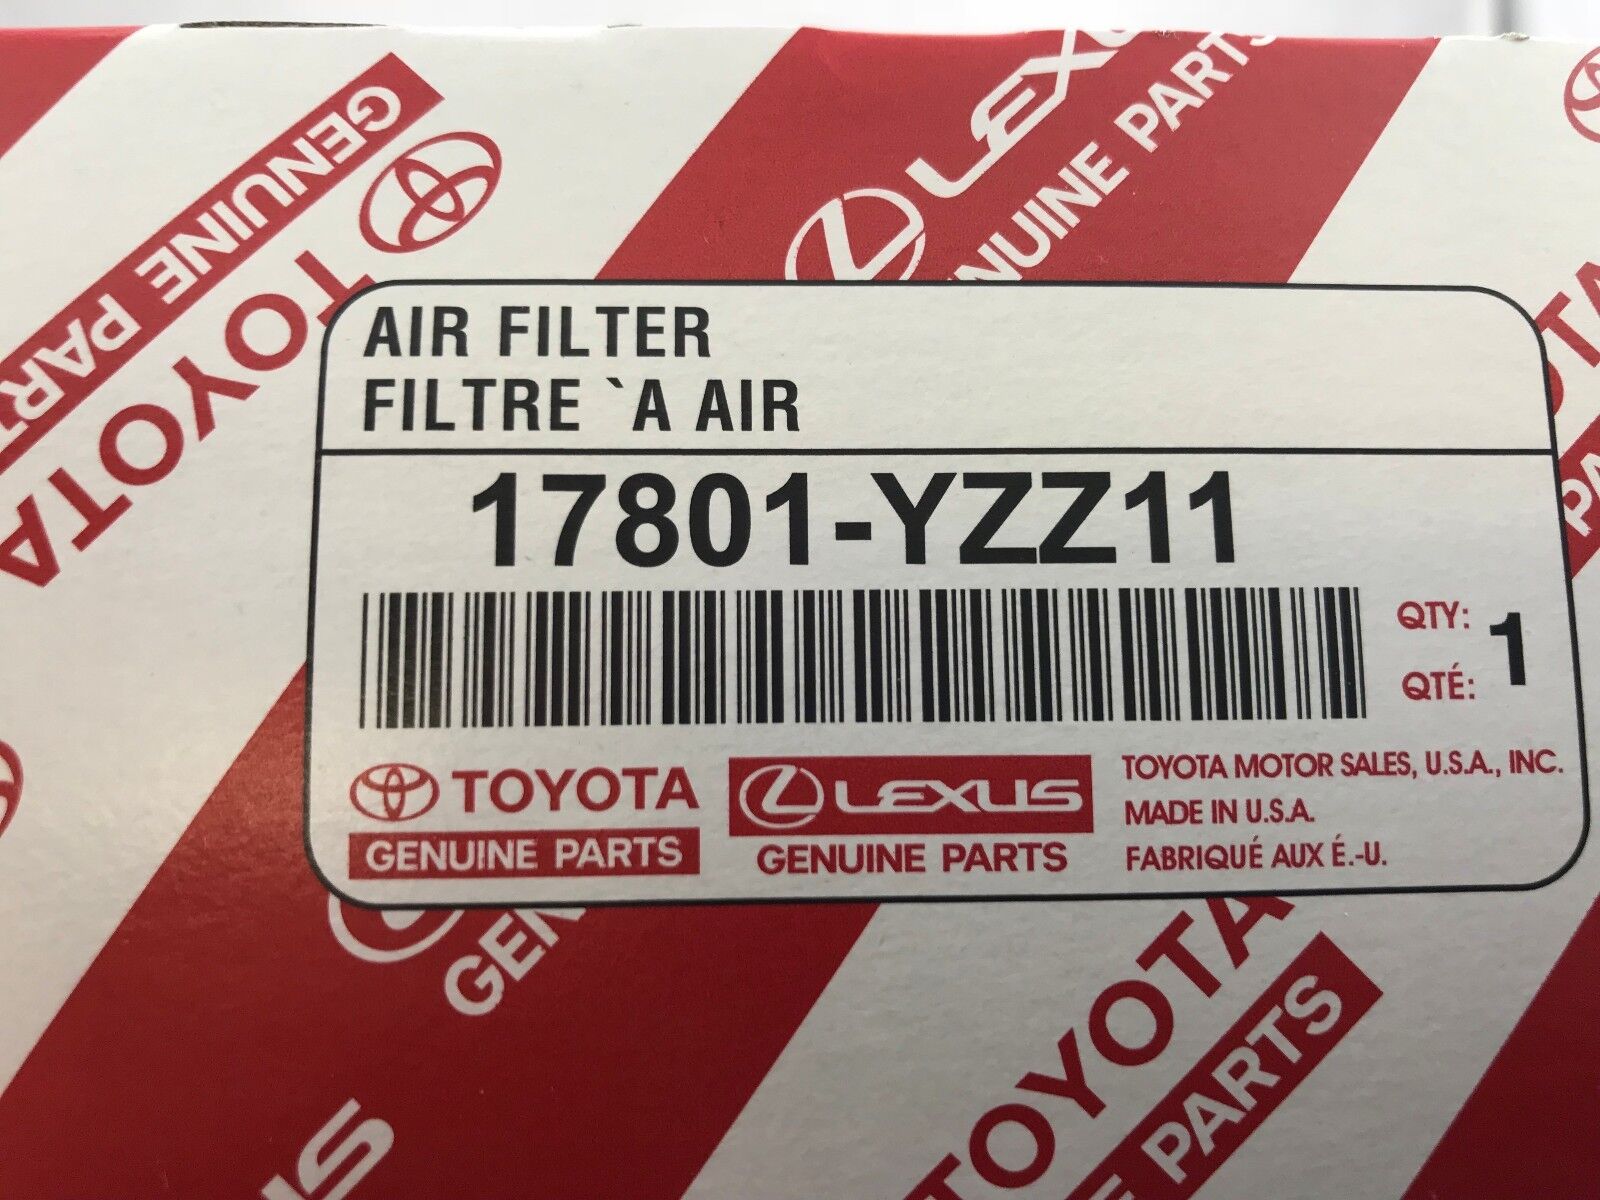 GENUINE PARTS
TOYOTA
LEXUS
GENUINE PARTS
AIR FILTER
FILTRE `A AIR
17801-YZZ11
QTY: 1
QTÉ:
TOYOTA
GENUINE PARTS
LEXUS
GENUINE PARTS
TOYOTA MOTOR SALES, U.S.A., INC.
MADE IN U.S.A.
FABRIQUÉ AUX É.-U.
TOYOTA
PARTS